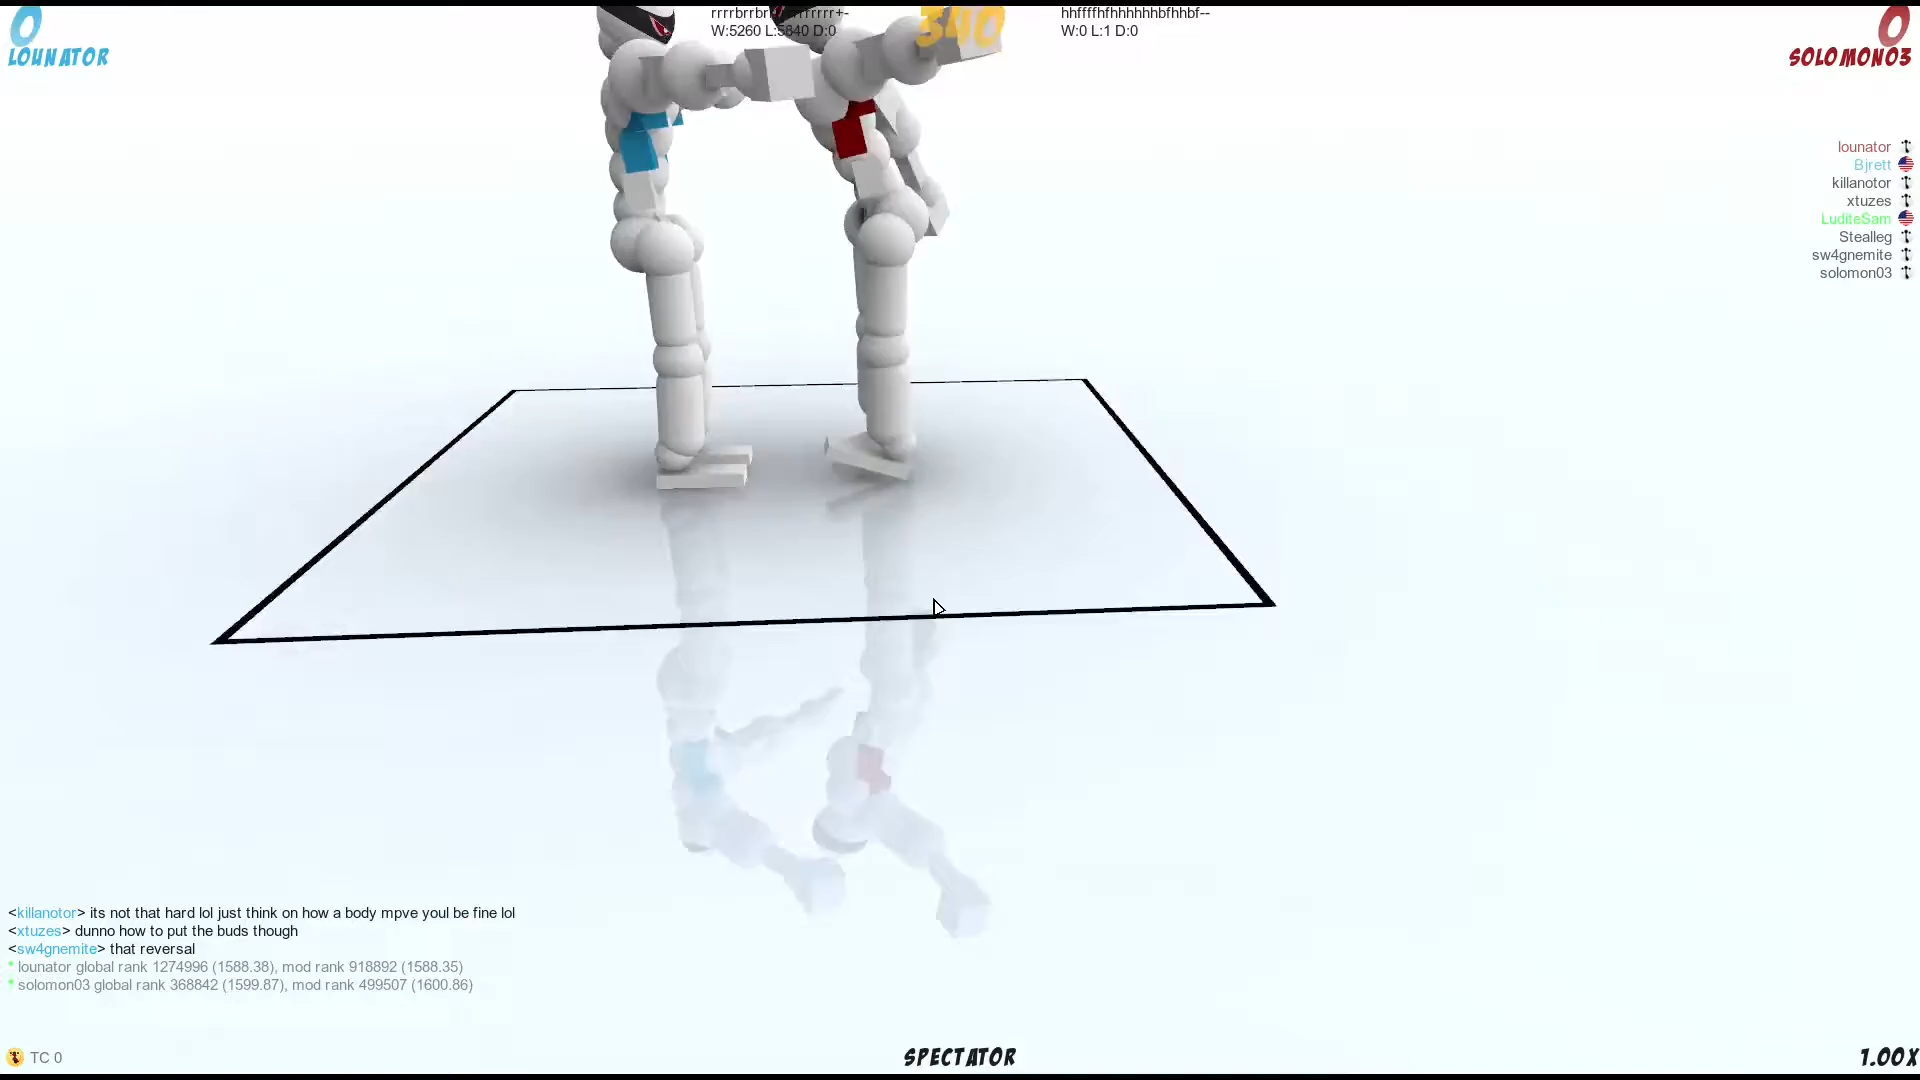 0
LOUNATOR
W:5260 L:5840 D:0
340
hhffffhfhhhhhhbfhhbf--
W:0 L:1 D:0
0
SOLOMON03
lounator
Bjrett
killanotor
xtuzes
LuditeSam
Stealleg
sw4gnemite
solomon03
<killanotor> its not that hard lol just think on how a body mpve youl be fine lol
<xtuzes> dunno how to put the buds though
<sw4gnemite> that reversal
* lounator global rank 1274996 (1588.38), mod rank 918892 (1588.35)
* solomon03 global rank 368842 (1599.87), mod rank 499507 (1600.86)
TC 0
SPECTATOR
1.00X